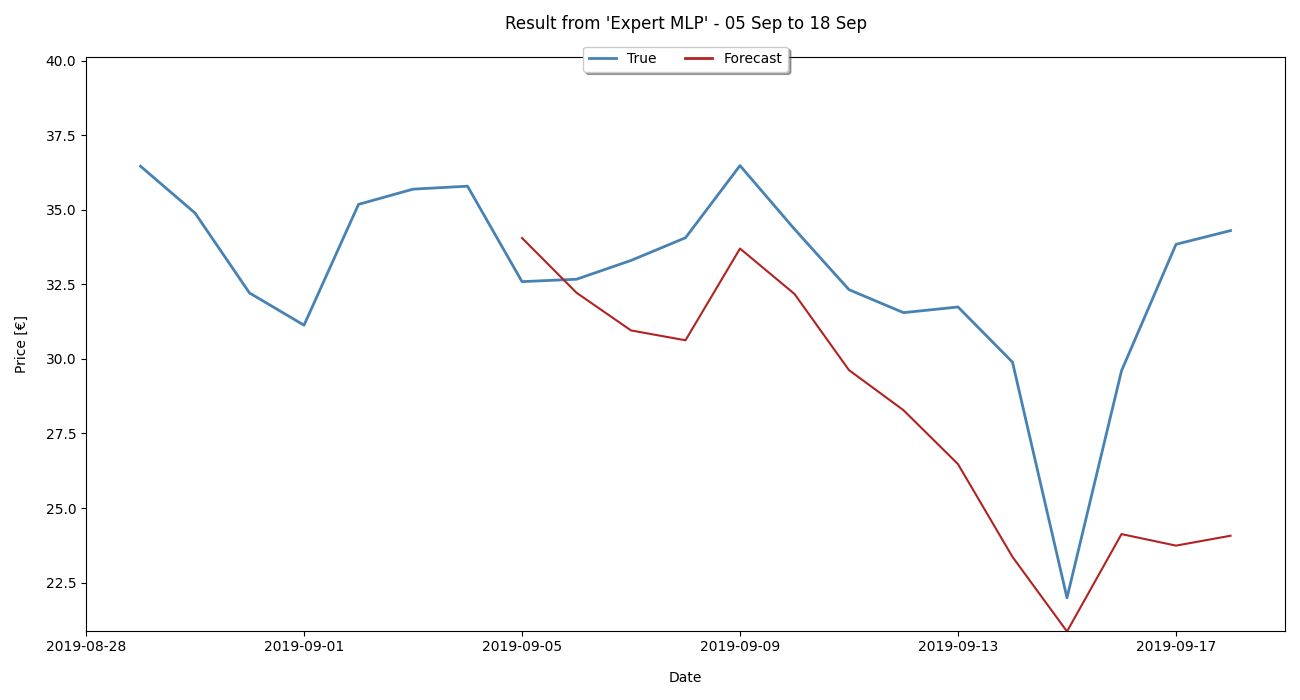 Result from 'Expert MLP' - 05 Sep to 18 Sep
True Forecast
40.0
37.5
35.0
32.5
30.0
27.5
25.0
22.5
Price [€]
2019-08-28 2019-09-01 2019-09-05 2019-09-09 2019-09-13 2019-09-17
Date